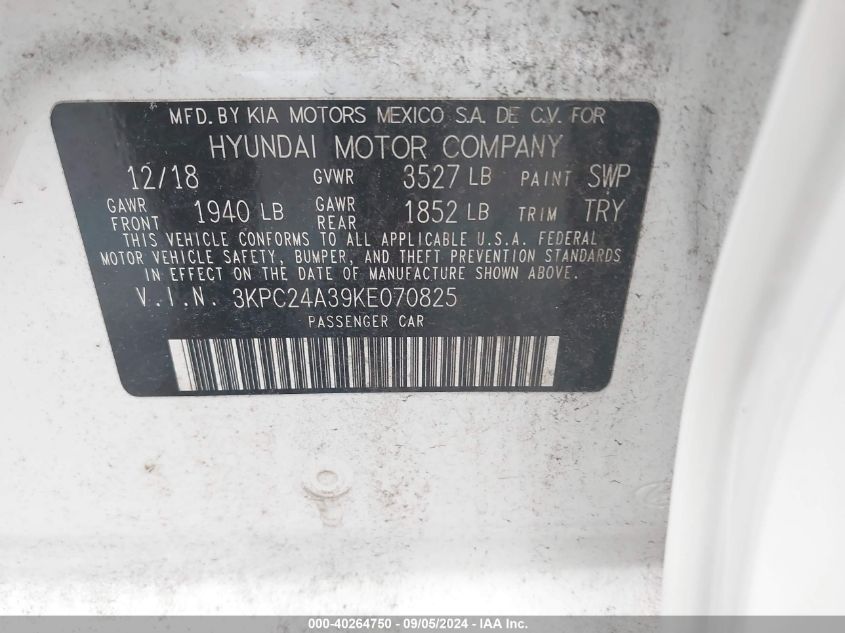 MFD. BY KIA MOTORS MEXICO S.A. DE C.V. FOR
HYUNDAI MOTOR COMPANY
12/18 GVWR 3527 LB PAINT SWP
GAWR FRONT 1940 LB GAWR REAR 1852 LB TRIM TRY
THIS VEHICLE CONFORMS TO ALL APPLICABLE U.S.A. FEDERAL
MOTOR VEHICLE SAFETY, BUMPER, AND THEFT PREVENTION STANDARDS
IN EFFECT ON THE DATE OF MANUFACTURE SHOWN ABOVE.
V.I.N. 3KPC24A39KE070825
PASSENGER CAR
000-40264750 - 09/05/2024 - IAA Inc.